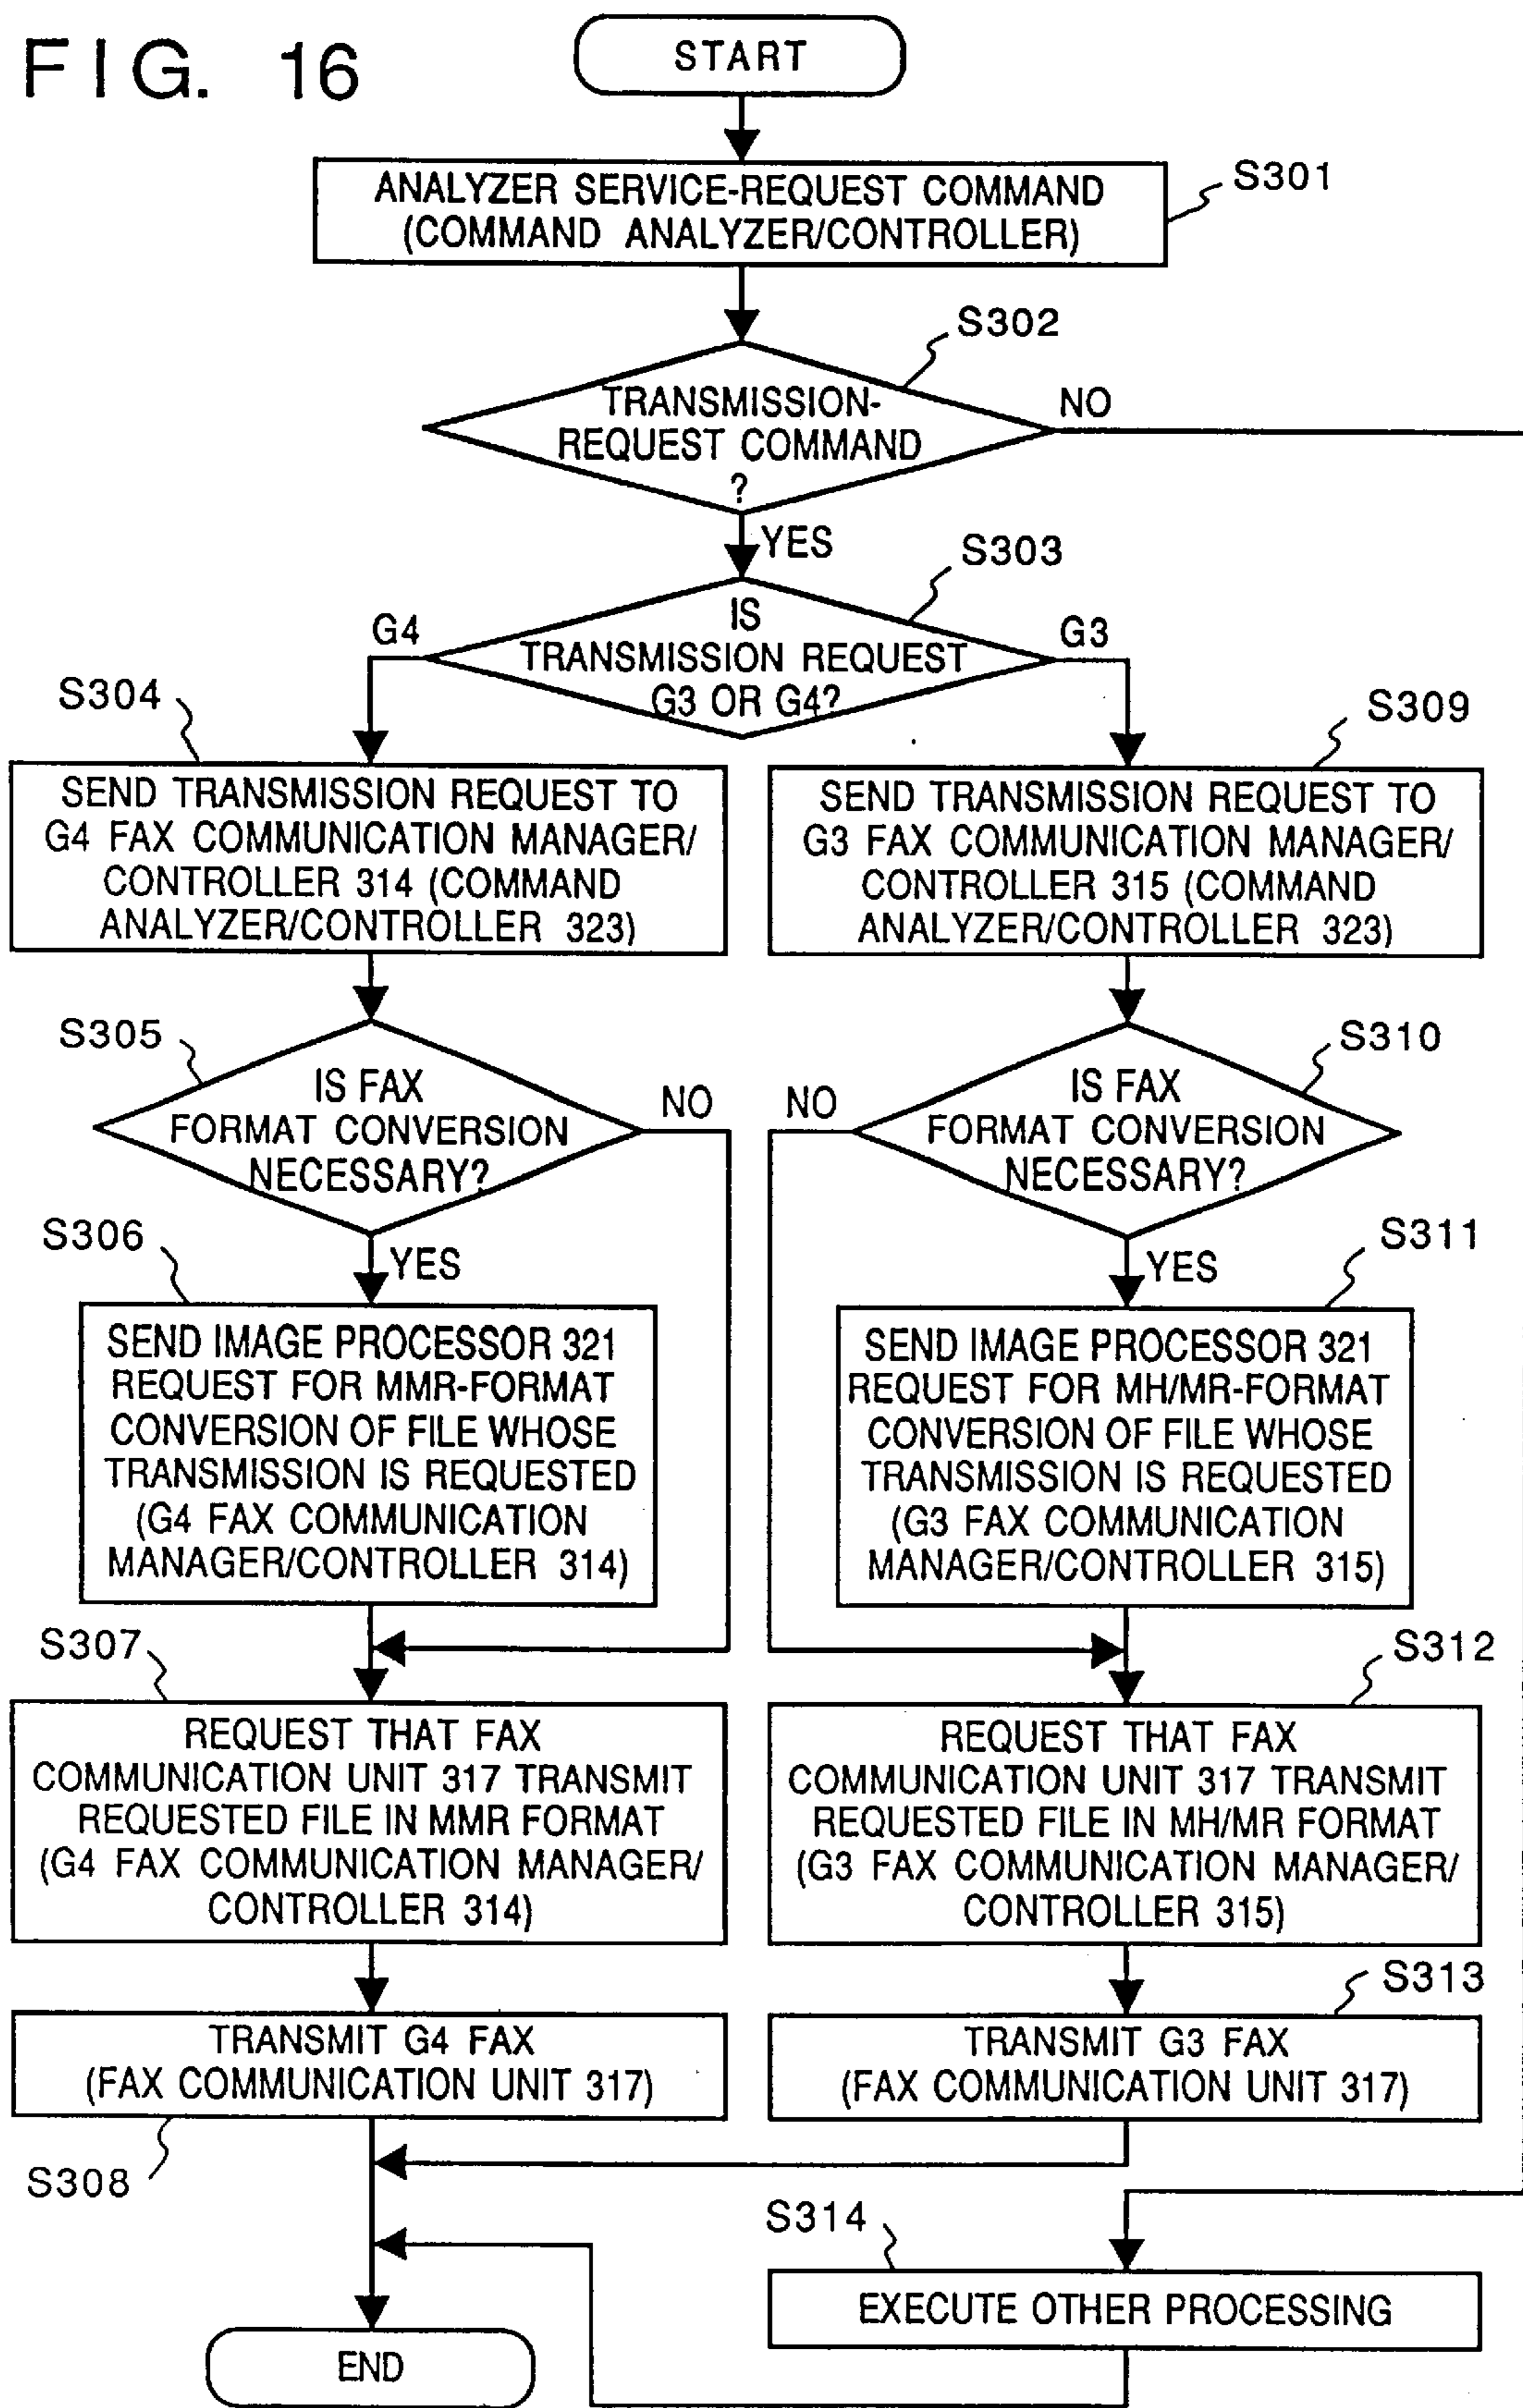 FIG. 16
START
ANALYZER SERVICE-REQUEST COMMAND
(COMMAND ANALYZER/CONTROLLER)
S301
S302
TRANSMISSION-
REQUEST COMMAND
?
NO
YES
S303
IS
TRANSMISSION REQUEST
G3 OR G4?
G4
G3
S304
SEND TRANSMISSION REQUEST TO
G4 FAX COMMUNICATION MANAGER/
CONTROLLER 314 (COMMAND
ANALYZER/CONTROLLER 323)
S309
SEND TRANSMISSION REQUEST TO
G3 FAX COMMUNICATION MANAGER/
CONTROLLER 315 (COMMAND
ANALYZER/CONTROLLER 323)
S305
IS FAX
FORMAT CONVERSION
NECESSARY?
NO
YES
S310
IS FAX
FORMAT CONVERSION
NECESSARY?
NO
YES
S306
SEND IMAGE PROCESSOR 321
REQUEST FOR MMR-FORMAT
CONVERSION OF FILE WHOSE
TRANSMISSION IS REQUESTED
(G4 FAX COMMUNICATION
MANAGER/CONTROLLER 314)
S311
SEND IMAGE PROCESSOR 321
REQUEST FOR MH/MR-FORMAT
CONVERSION OF FILE WHOSE
TRANSMISSION IS REQUESTED
(G3 FAX COMMUNICATION
MANAGER/CONTROLLER 315)
S307
REQUEST THAT FAX
COMMUNICATION UNIT 317 TRANSMIT
REQUESTED FILE IN MMR FORMAT
(G4 FAX COMMUNICATION MANAGER/
CONTROLLER 314)
S312
REQUEST THAT FAX
COMMUNICATION UNIT 317 TRANSMIT
REQUESTED FILE IN MH/MR FORMAT
(G3 FAX COMMUNICATION MANAGER/
CONTROLLER 315)
TRANSMIT G4 FAX
(FAX COMMUNICATION UNIT 317)
S308
S313
TRANSMIT G3 FAX
(FAX COMMUNICATION UNIT 317)
S314
EXECUTE OTHER PROCESSING
END